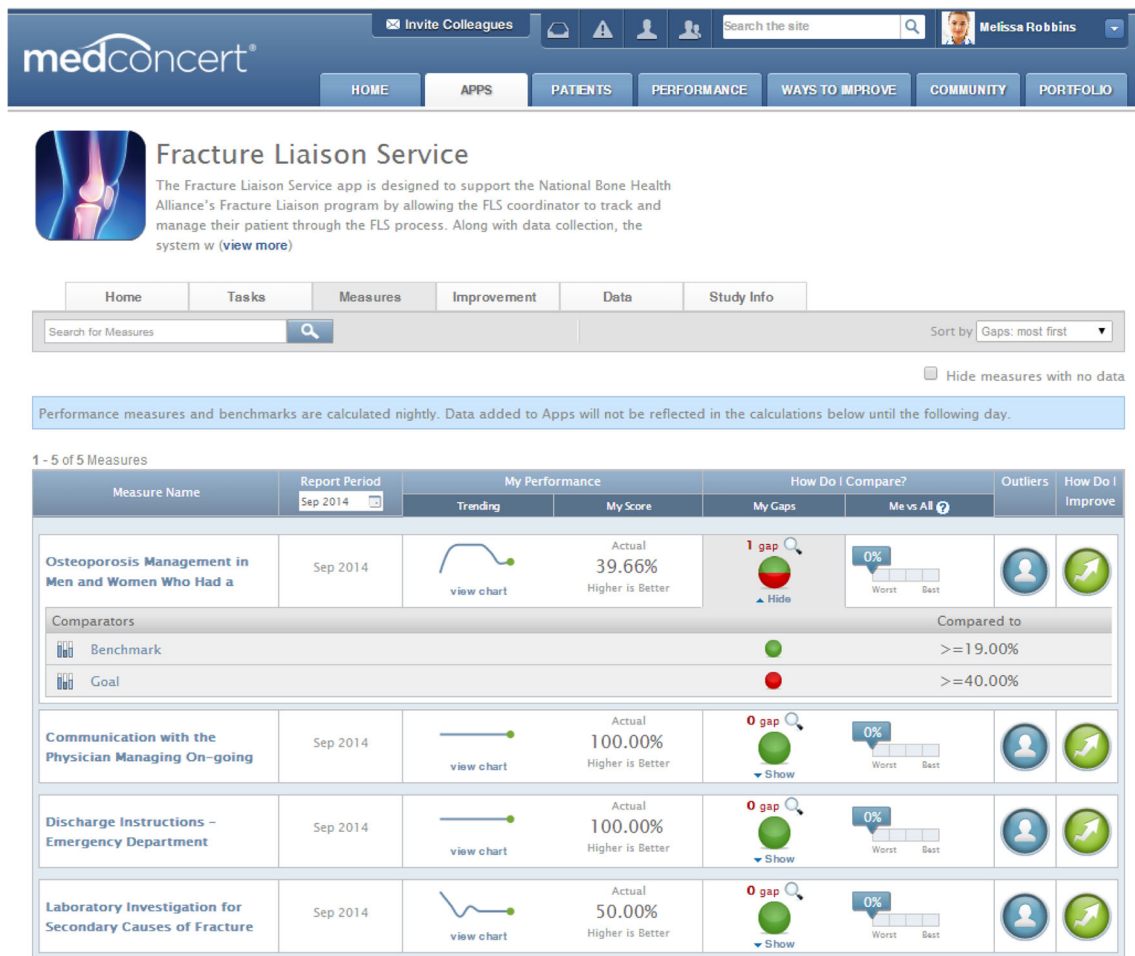 Invite Colleagues
Search the site
Melissa Robbins
medconcert®
HOME APPS PATIENTS PERFORMANCE WAYS TO IMPROVE COMMUNITY PORTFOLIO
Fracture Liaison Service
The Fracture Liaison Service app is designed to support the National Bone Health
Alliance's Fracture Liaison program by allowing the FLS coordinator to track and
manage their patient through the FLS process. Along with data collection, the
system w (view more)
Home Tasks Measures Improvement Data Study Info
Search for Measures
Sort by Gaps: most first
Hide measures with no data
Performance measures and benchmarks are calculated nightly. Data added to Apps will not be reflected in the calculations below until the following day.
1 - 5 of 5 Measures
Measure Name
Report Period
Sep 2014
My Performance
Trending My Score
How Do I Compare?
My Gaps Me vs All ?
Outliers
How Do I
Improve
Osteoporosis Management in
Men and Women Who Had a
Sep 2014
view chart
Actual
39.66%
Higher is Better
1 gap
Hide
0%
Worst Best
Comparators Compared to
Benchmark >=19.00%
Goal >=40.00%
Communication with the
Physician Managing On-going
Sep 2014
view chart
Actual
100.00%
Higher is Better
0 gap
Show
0%
Worst Best
Discharge Instructions -
Emergency Department
Sep 2014
view chart
Actual
100.00%
Higher is Better
0 gap
Show
0%
Worst Best
Laboratory Investigation for
Secondary Causes of Fracture
Sep 2014
view chart
Actual
50.00%
Higher is Better
0 gap
Show
0%
Worst Best